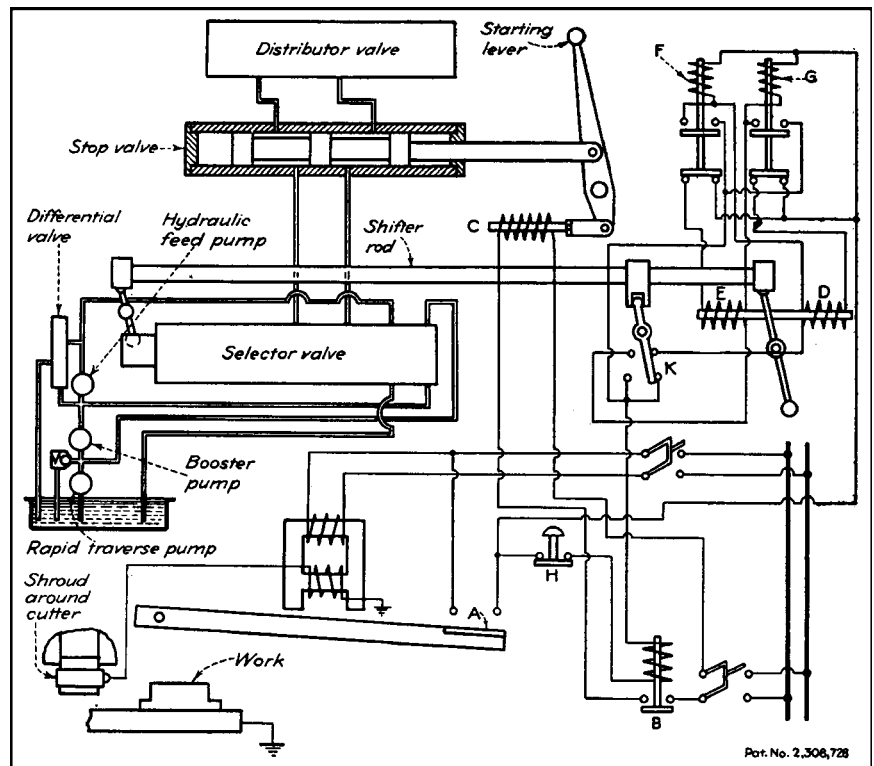 Distributor valve
Starting
lever
F
G
Stop valve
Differential
valve
Hydraulic
feed pump
C
Shifter
rod
E
D
Selector valve
K
Booster
pump
Rapid traverse pump
H
Shroud
around
cutter
A
Work
B
Pat. No. 2,308,728